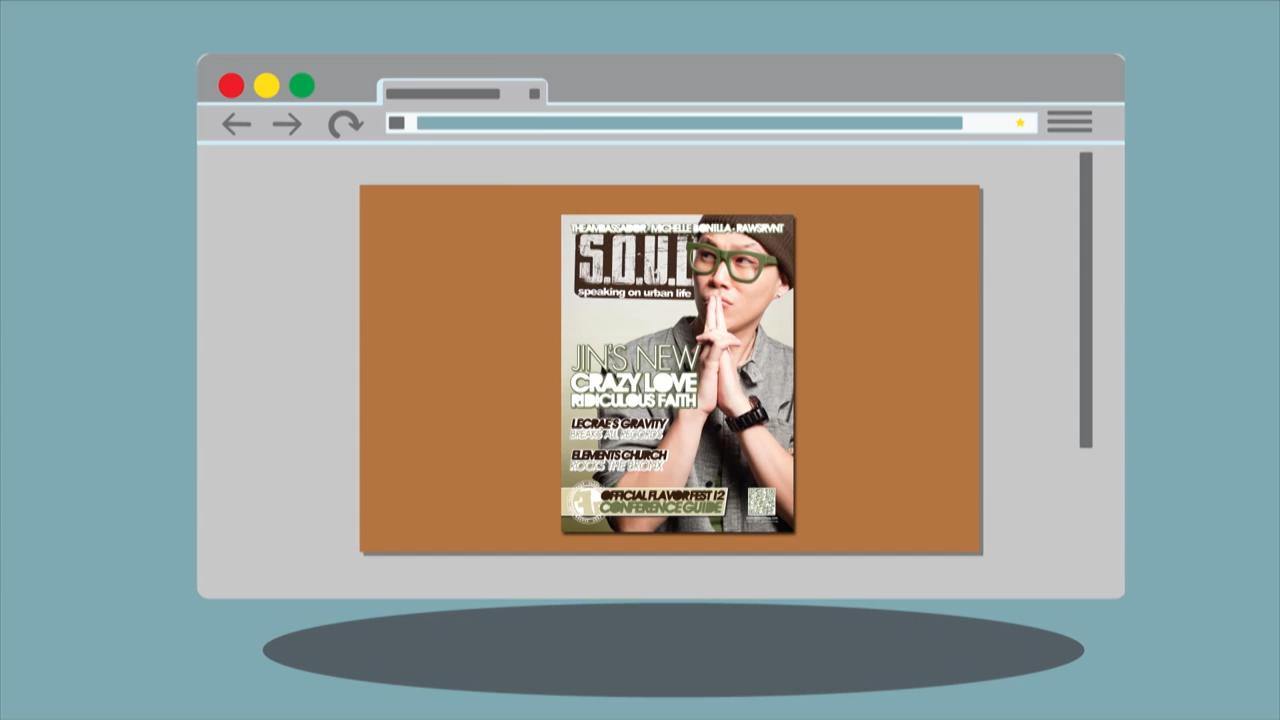 THE AMBASSADOR · MICHELLE BONILLA · RAWSRVNT
S.O.U.L
speaking on urban life
JIN'S NEW
CRAZY LOVE
RIDICULOUS FAITH
LECRAE'S GRAVITY
BREAKS ALL RECORDS
ELEMENTS CHURCH
ROCKS THE BRONX
OFFICIAL FLAVOR FEST 12
CONFERENCE GUIDE